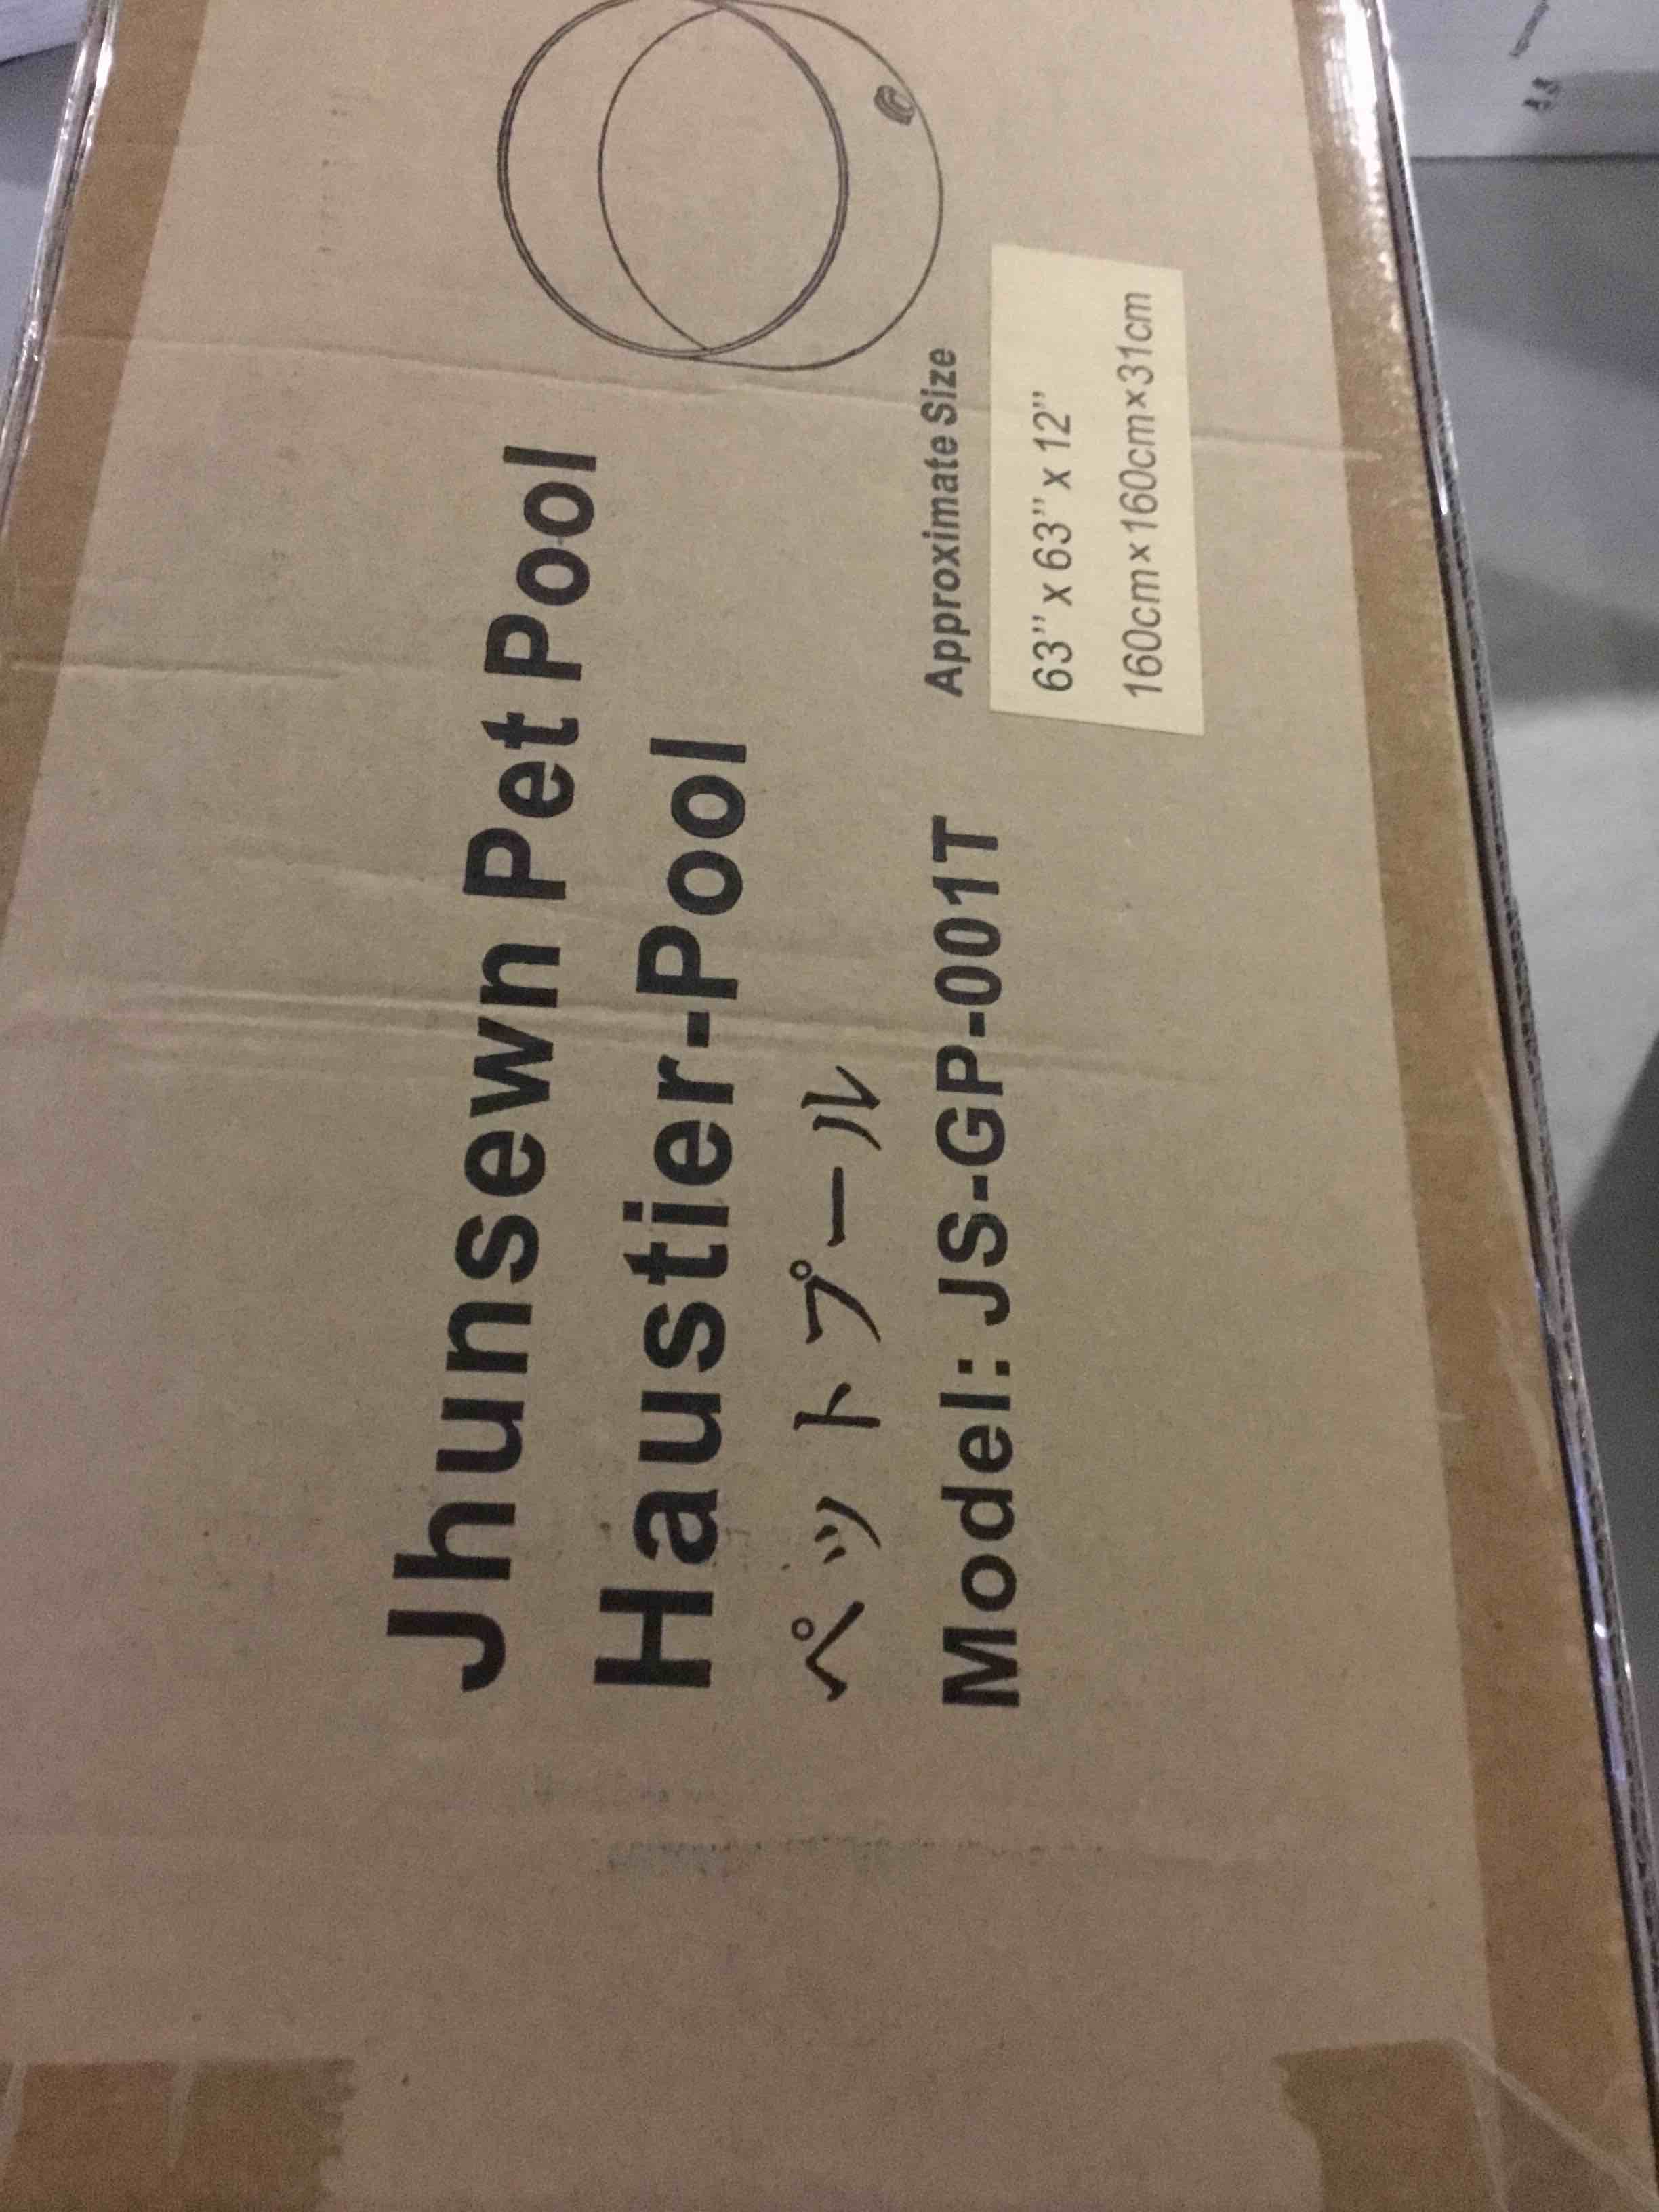 Jhunsewn Pet Pool
Haustier-Pool
ペットプール
Model: JS-GP-001T
Approximate Size
63" x 63" x 12"
160cm×160cm×31cm